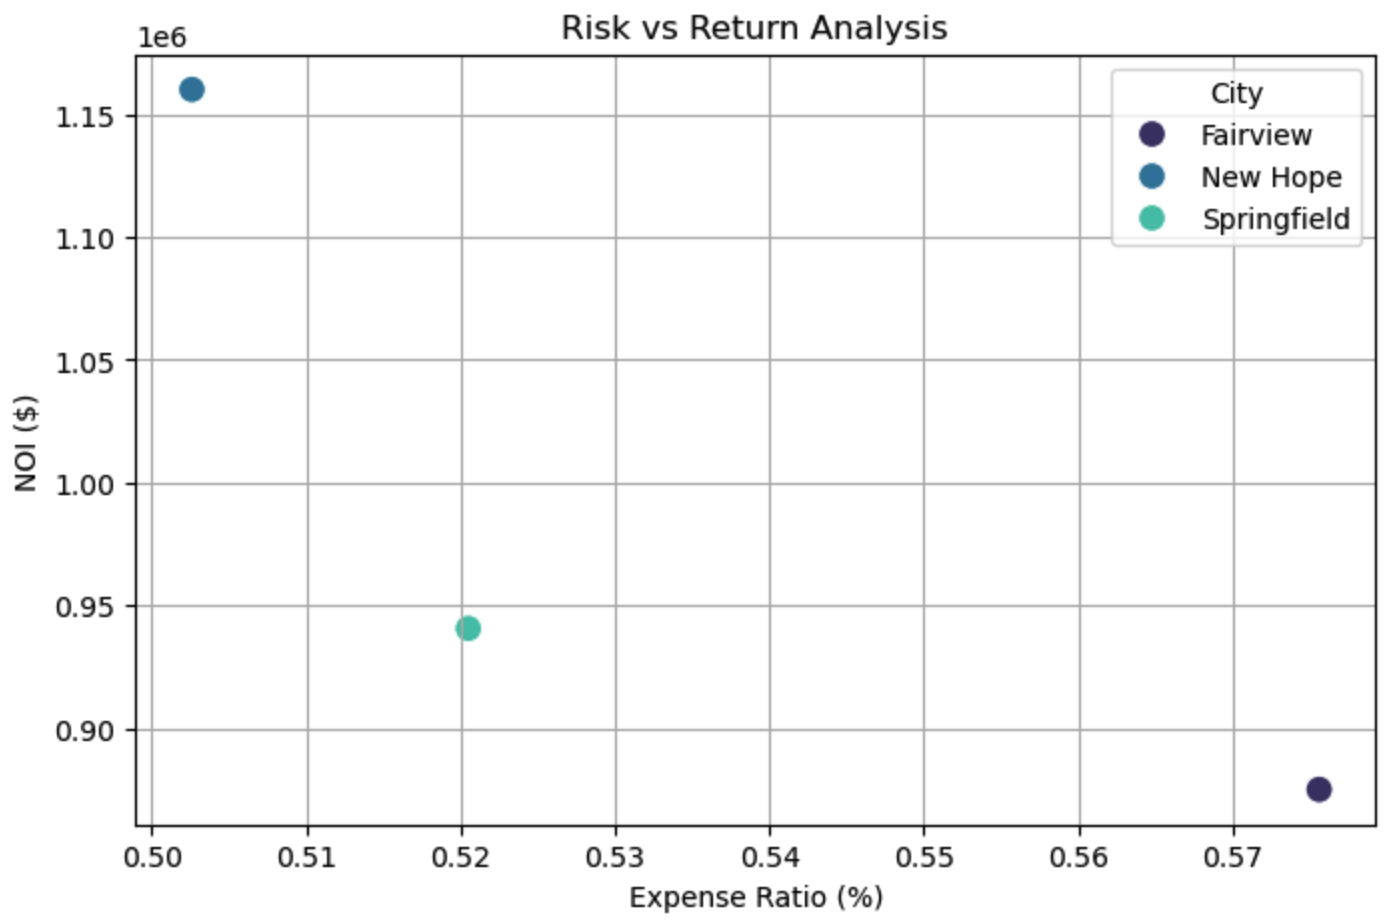 Risk vs Return Analysis
1e6
City
Fairview
New Hope
Springfield
1.15
1.10
1.05
1.00
0.95
0.90
NOI ($)
0.50 0.51 0.52 0.53 0.54 0.55 0.56 0.57
Expense Ratio (%)